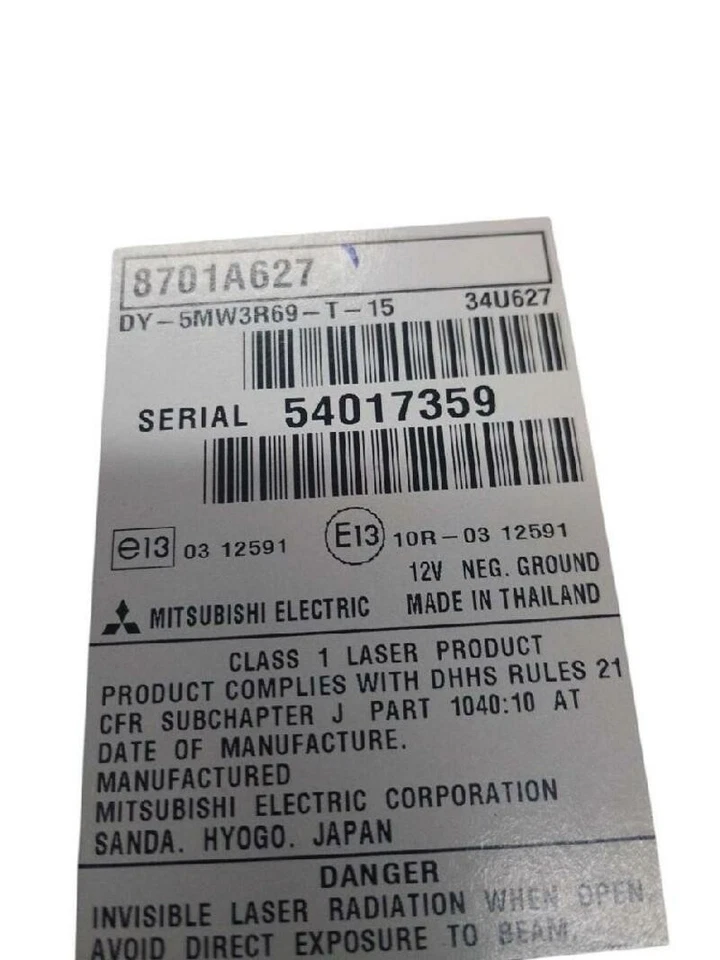 8701A627
DY-5MW3R69-T-15 34U627
SERIAL 54017359
e13 03 12591 E13 10R-03 12591
12V NEG. GROUND
MITSUBISHI ELECTRIC MADE IN THAILAND
CLASS 1 LASER PRODUCT
PRODUCT COMPLIES WITH DHHS RULES 21
CFR SUBCHAPTER J PART 1040:10 AT
DATE OF MANUFACTURE.
MANUFACTURED
MITSUBISHI ELECTRIC CORPORATION
SANDA. HYOGO. JAPAN
DANGER
INVISIBLE LASER RADIATION WHEN OPEN.
AVOID DIRECT EXPOSURE TO BEAM.